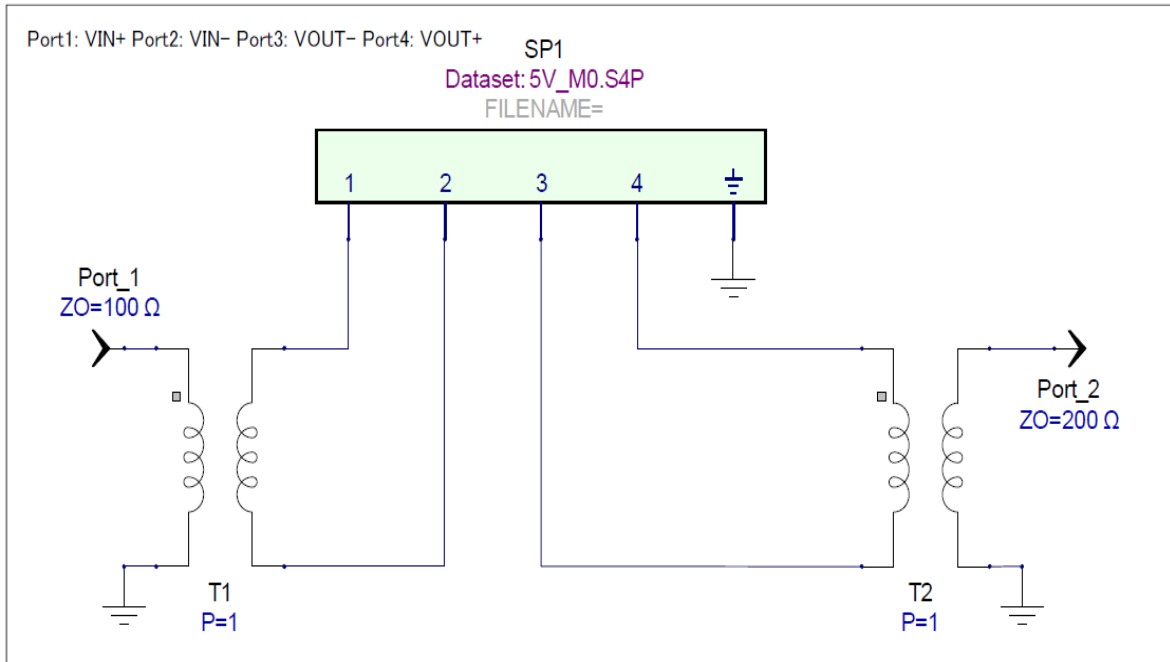 Port1: VIN+ Port2: VIN- Port3: VOUT- Port4: VOUT+
SP1
Dataset: 5V_M0.S4P
FILENAME=
1 2 3 4
Port_1
ZO=100 Ω
Port_2
ZO=200 Ω
T1
P=1
T2
P=1